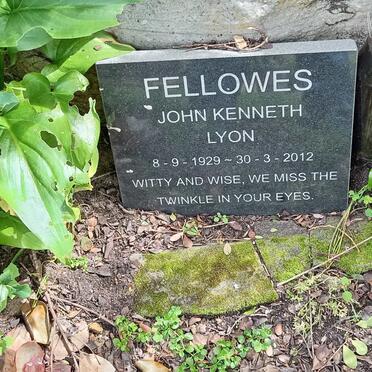 FELLOWES
JOHN KENNETH
LYON
8-9-1929 ~ 30-3-2012
WITTY AND WISE, WE MISS THE
TWINKLE IN YOUR EYES.